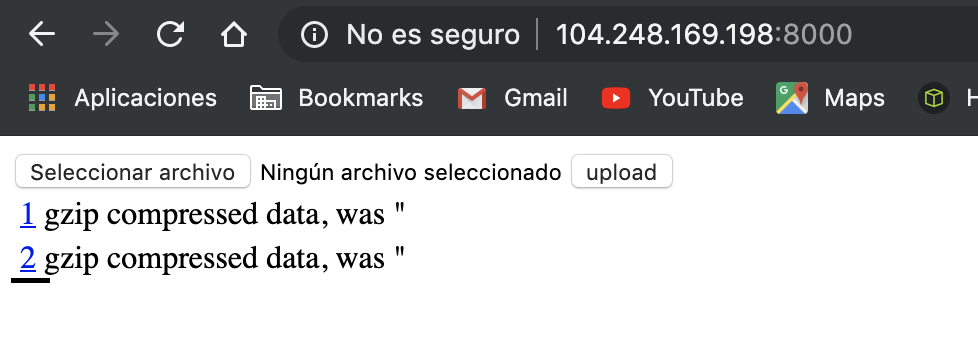 No es seguro 104.248.169.198:8000
Aplicaciones Bookmarks Gmail YouTube Maps H
Seleccionar archivo Ningún archivo seleccionado upload
1 gzip compressed data, was "
2 gzip compressed data, was "